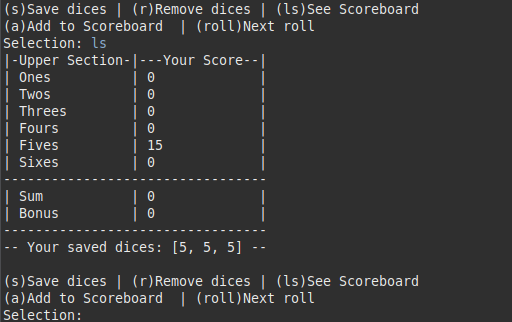 (s)Save dices | (r)Remove dices | (ls)See Scoreboard
(a)Add to Scoreboard  | (roll)Next roll
Selection: ls
|-Upper Section-|---Your Score--|
| Ones          | 0             |
| Twos          | 0             |
| Threes        | 0             |
| Fours         | 0             |
| Fives         | 15            |
| Sixes         | 0             |
---------------------------------
| Sum           | 0             |
| Bonus         | 0             |
---------------------------------
-- Your saved dices: [5, 5, 5] --

(s)Save dices | (r)Remove dices | (ls)See Scoreboard
(a)Add to Scoreboard  | (roll)Next roll
Selection: